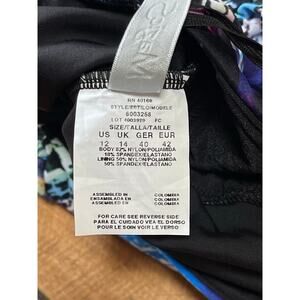 RN 40169
STYLE/ESTILO/MODELE
6003258
LOT 4003929 FC
SIZE/TALLA/TAILLE
US UK GER EUR
12 14 40 42
BODY 82% NYLON/POLIAMIDA
18% SPANDEX/ELASTANO
LINING 50% NYLON/POLIAMIDA
50% SPANDEX/ELASTANO
ASSEMBLED IN COLOMBIA
ENSAMBLADO EN COLOMBIA
ASSEMBLE EN COLOMBIE
FOR CARE SEE REVERSE SIDE
PARA EL CUIDADO VEA EL DORSO
POUR LE SOIN VOIR LE VERSO